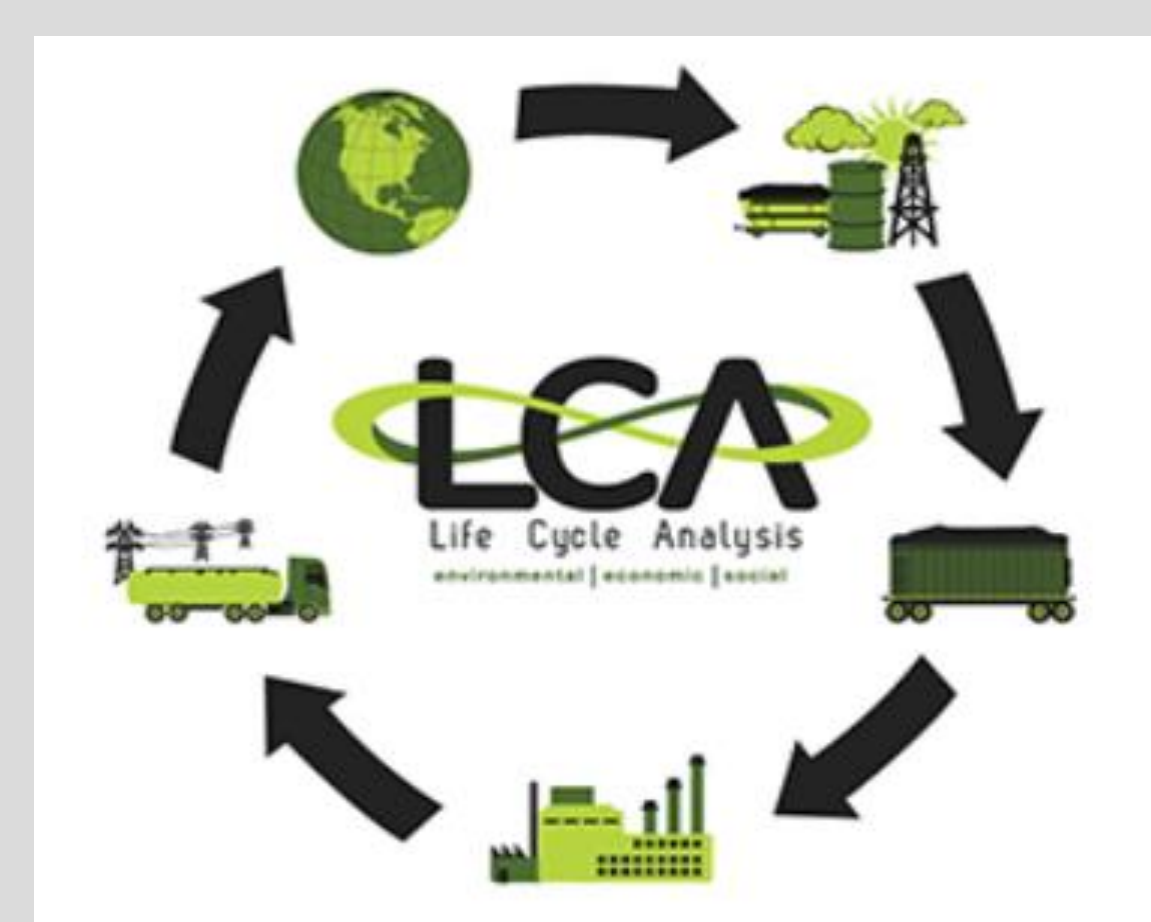 LCA
Life Cycle Analysis
environmental | economic | social